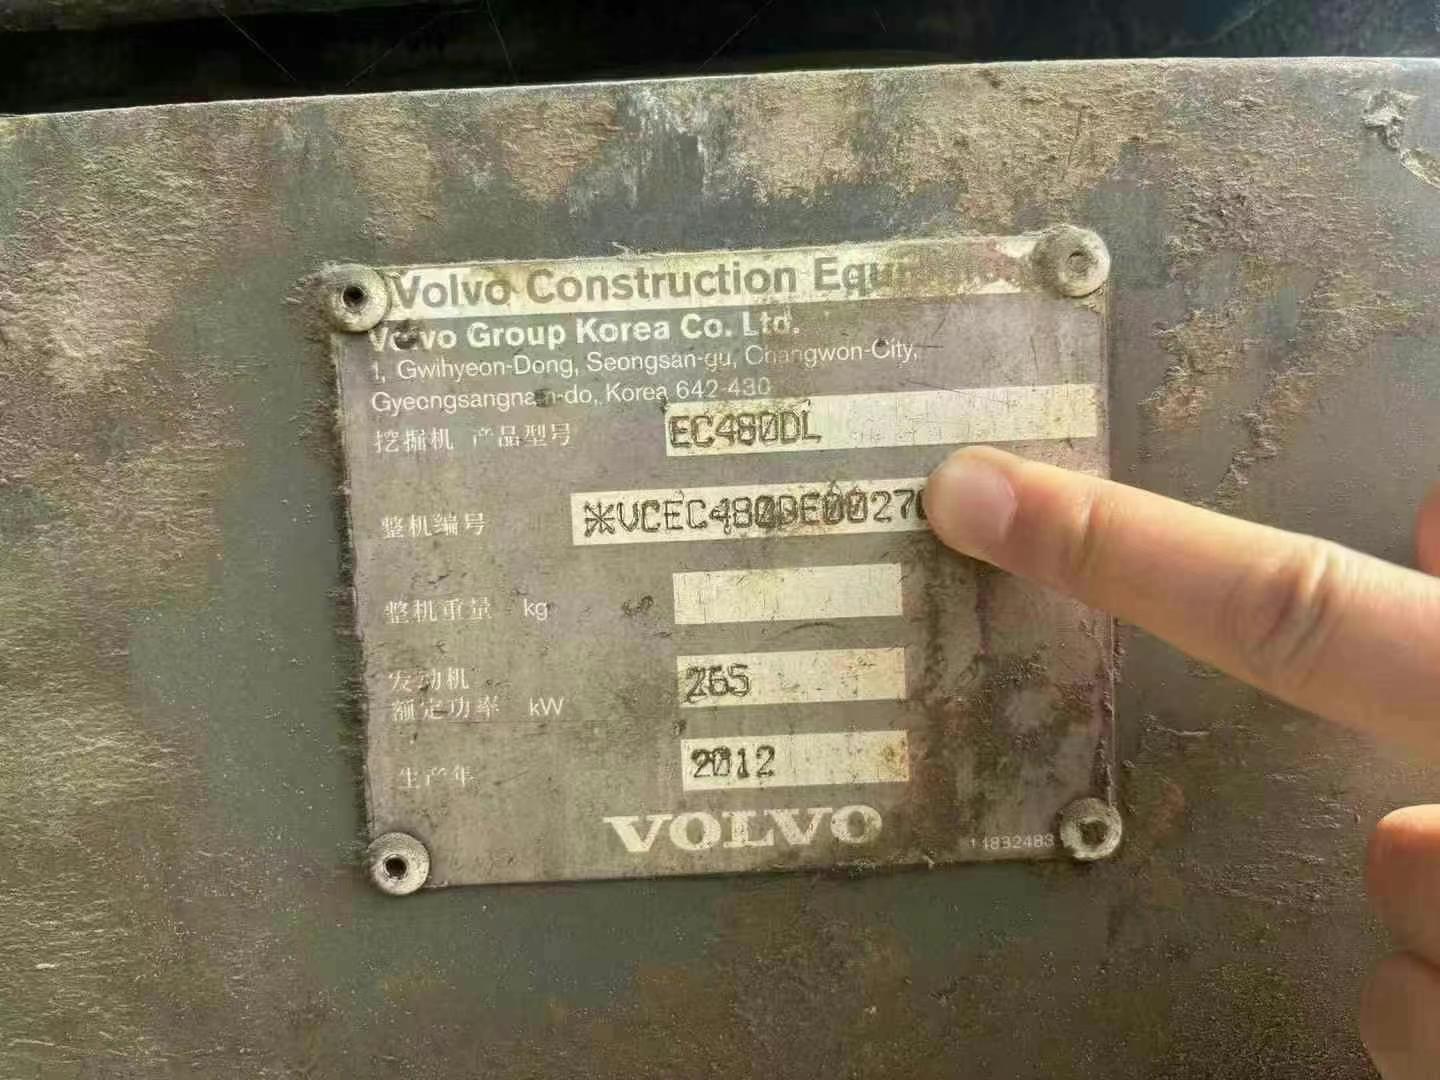 Volvo Construction
Volvo Group Korea Co. Ltd.
1, Gwihyeon-Dong, Seongsan-gu, Changwon-City,
Gyeongsangnam-do, Korea 642-430
挖掘机 产品型号 EC480DL
整机编号
整机重量 kg
发动机 265
额定功率 kW
生产年 2012
VOLVO
11832483